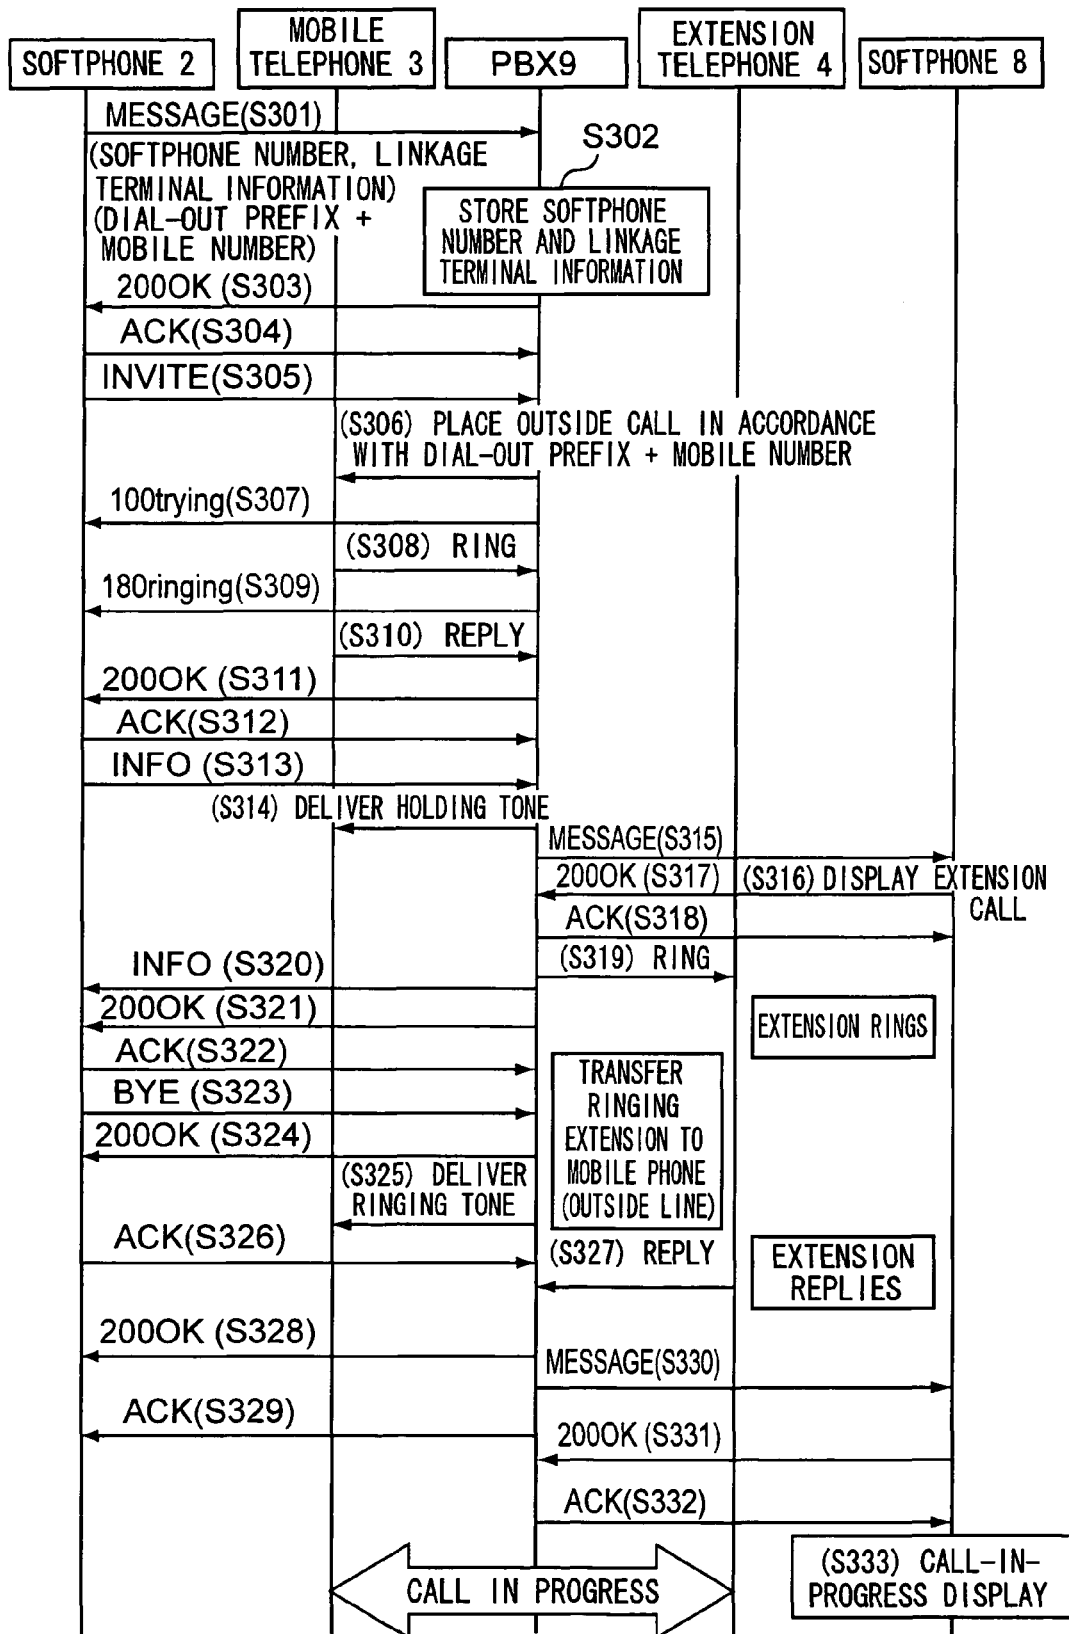 SOFTPHONE 2
MOBILE
TELEPHONE 3
PBX9
EXTENSION
TELEPHONE 4
SOFTPHONE 8
MESSAGE(S301)
(SOFTPHONE NUMBER, LINKAGE
TERMINAL INFORMATION)
(DIAL-OUT PREFIX +
MOBILE NUMBER)
S302
STORE SOFTPHONE
NUMBER AND LINKAGE
TERMINAL INFORMATION
200OK (S303)
ACK(S304)
INVITE(S305)
(S306) PLACE OUTSIDE CALL IN ACCORDANCE
WITH DIAL-OUT PREFIX + MOBILE NUMBER
100trying(S307)
(S308) RING
180ringing(S309)
(S310) REPLY
200OK (S311)
ACK(S312)
INFO (S313)
(S314) DELIVER HOLDING TONE
MESSAGE(S315)
200OK (S317)
(S316) DISPLAY EXTENSION
CALL
ACK(S318)
(S319) RING
INFO (S320)
200OK (S321)
EXTENSION RINGS
ACK(S322)
BYE (S323)
TRANSFER
RINGING
EXTENSION TO
MOBILE PHONE
(OUTSIDE LINE)
200OK (S324)
(S325) DELIVER
RINGING TONE
ACK(S326)
(S327) REPLY
EXTENSION
REPLIES
200OK (S328)
MESSAGE(S330)
ACK(S329)
200OK (S331)
ACK(S332)
CALL IN PROGRESS
(S333) CALL-IN-
PROGRESS DISPLAY